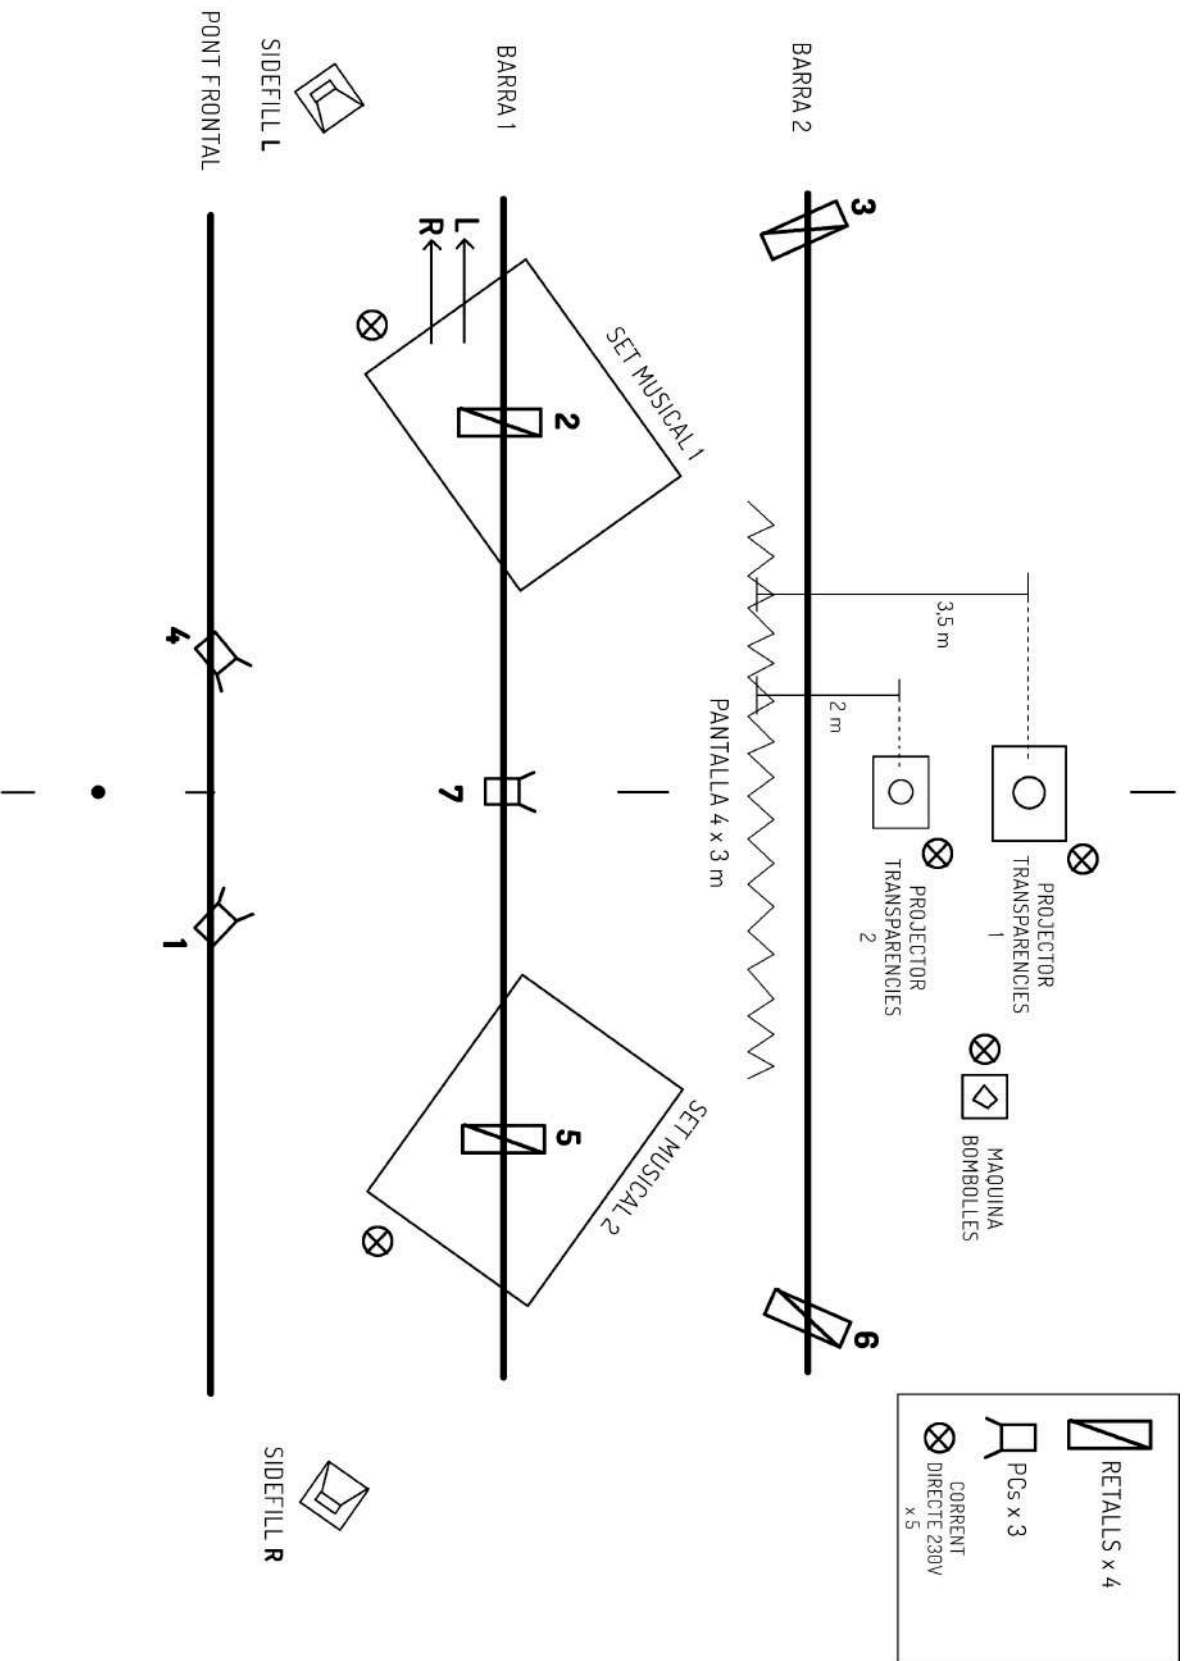 PROJECTOR
TRANSPARENCIES
1
PROJECTOR
TRANSPARENCIES
2
MAQUINA
BOMBOLLES
RETALLS x 4
PCs x 3
CORRENT
DIRECTE 230V
x 5
3,5 m
2 m
BARRA 2
3
6
PANTALLA 4 x 3 m
SET MUSICAL 1
SET MUSICAL 2
BARRA 1
2
5
7
L
R
SIDEFILL L
SIDEFILL R
PONT FRONTAL
4
1